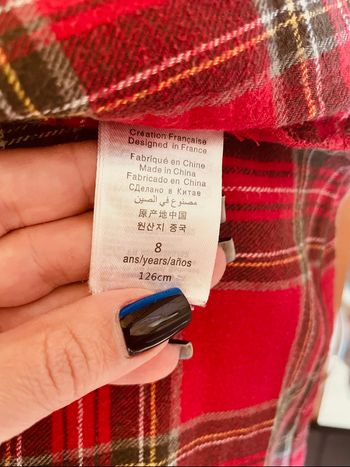 Création Française
Designed in France
Fabriqué en Chine
Made in China
Fabricado en China
Сделано в Китае
مصنوع في الصين
原产地中国
원산지 중국
8
ans/years/años
126cm